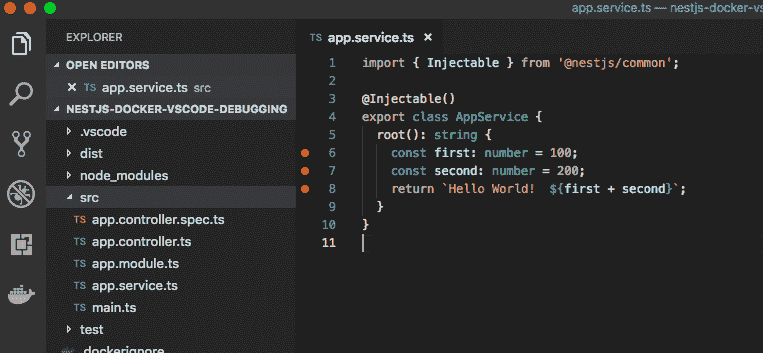 app.service.ts — nestjs-docker-vs
EXPLORER
OPEN EDITORS
app.service.ts src
NESTJS-DOCKER-VSCODE-DEBUGGING
.vscode
dist
node_modules
src
TS app.controller.spec.ts
TS app.controller.ts
TS app.module.ts
TS app.service.ts
TS main.ts
test
.dockerignore
TS app.service.ts
1 import { Injectable } from '@nestjs/common';
2
3 @Injectable()
4 export class AppService {
5 root(): string {
6 const first: number = 100;
7 const second: number = 200;
8 return `Hello World!  ${first + second}`;
9 }
10 }
11